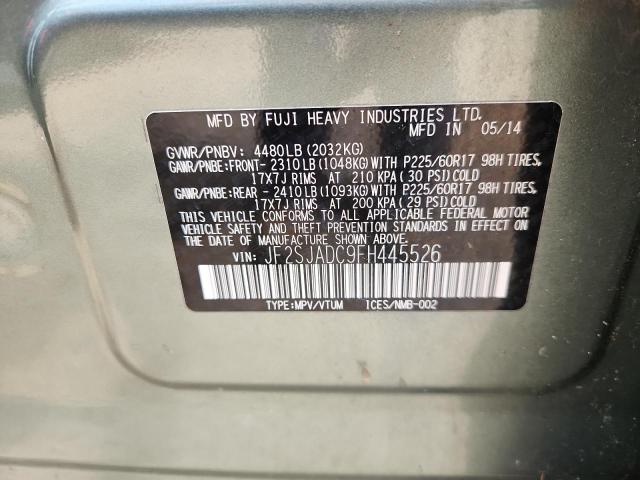 MFD BY FUJI HEAVY INDUSTRIES LTD.
MFD IN 05/14
GVWR/PNBV: 4480LB (2032KG)
GAWR/PNBE:FRONT- 2310LB (1048KG) WITH P225/60R17 98H TIRES,
17X7J RIMS AT 210 KPA (30 PSI) COLD
GAWR/PNBE:REAR - 2410LB (1093KG) WITH P225/60R17 98H TIRES,
17X7J RIMS AT 200 KPA (29 PSI) COLD
THIS VEHICLE CONFORMS TO ALL APPLICABLE FEDERAL MOTOR
VEHICLE SAFETY AND THEFT PREVENTION STANDARDS IN EFFECT ON
THE DATE OF MANUFACTURE SHOWN ABOVE.
VIN: JF2SJADC9FH445526
TYPE:MPV/VTUM ICES/NMB-002